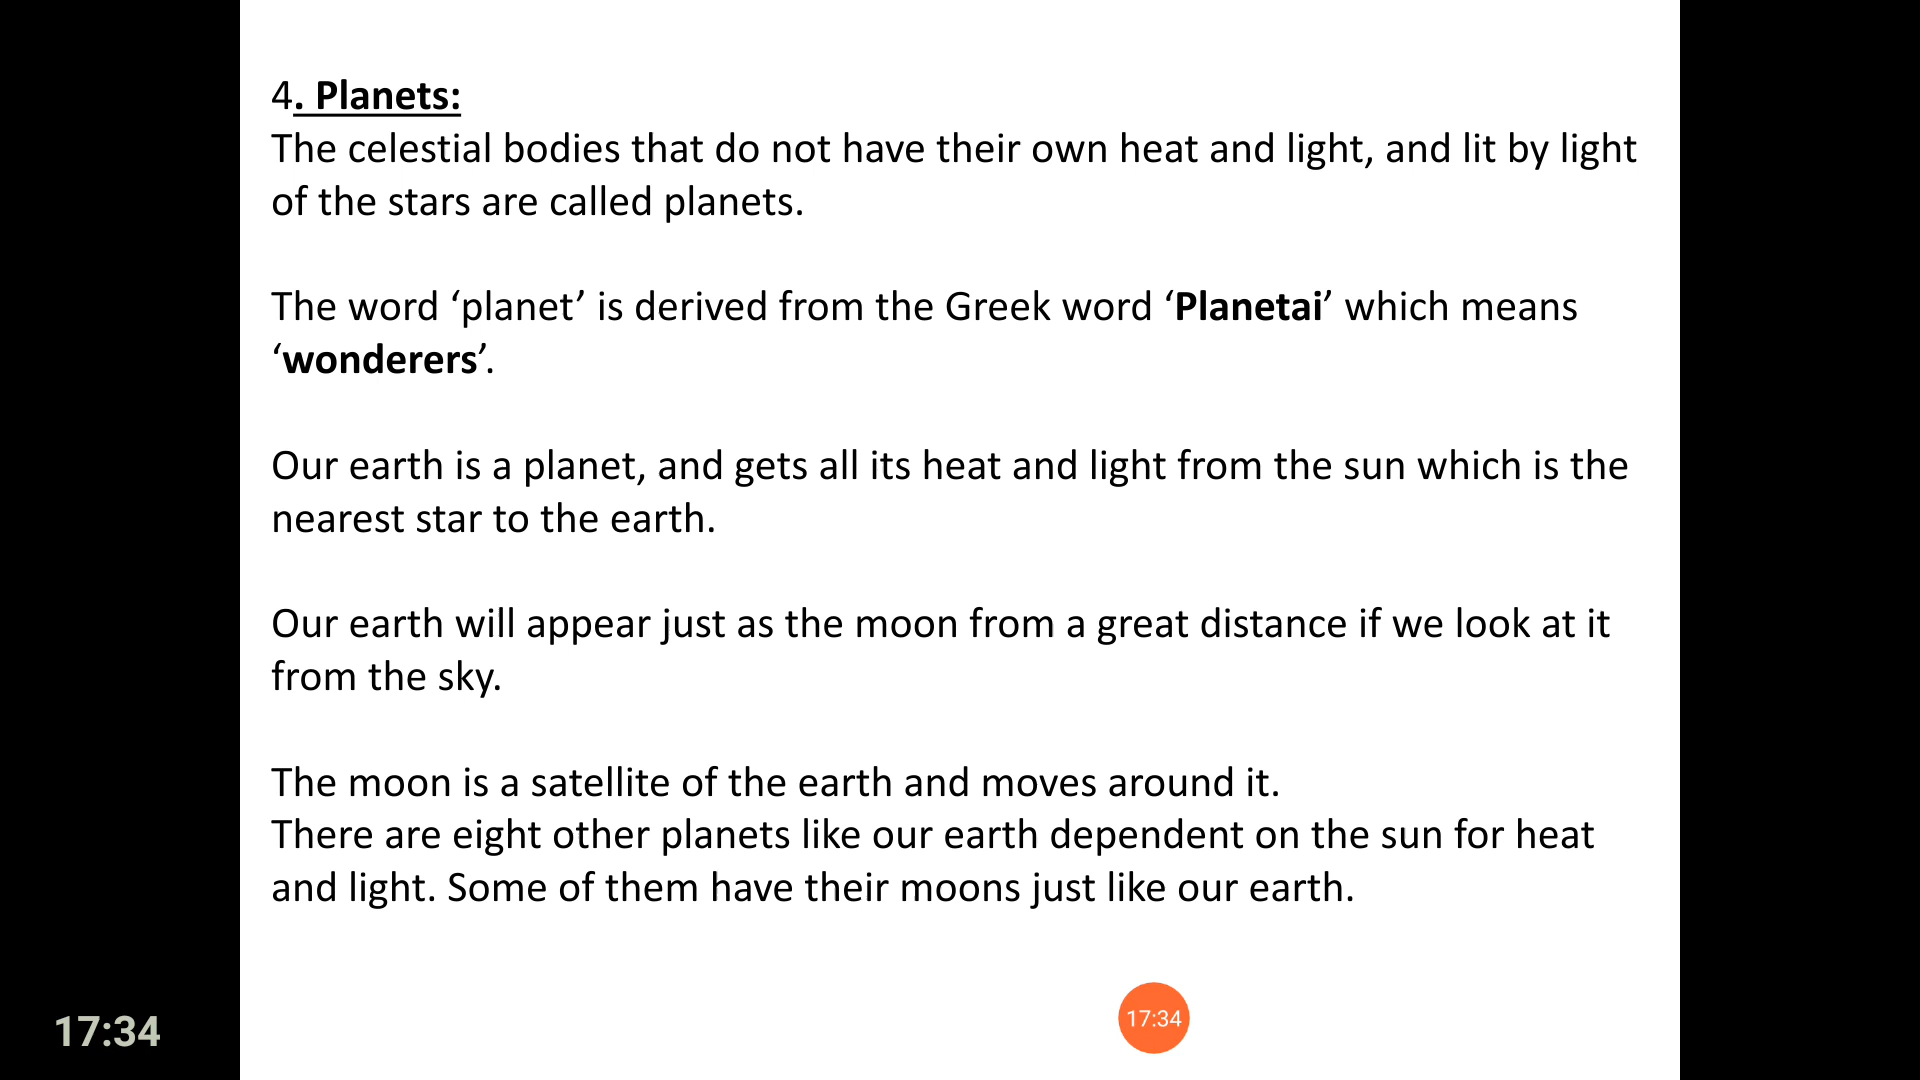 4. Planets:
The celestial bodies that do not have their own heat and light, and lit by light
of the stars are called planets.
The word ‘planet’ is derived from the Greek word ‘Planetai’ which means
‘wonderers’.
Our earth is a planet, and gets all its heat and light from the sun which is the
nearest star to the earth.
Our earth will appear just as the moon from a great distance if we look at it
from the sky.
The moon is a satellite of the earth and moves around it.
There are eight other planets like our earth dependent on the sun for heat
and light. Some of them have their moons just like our earth.
17:34
17:34